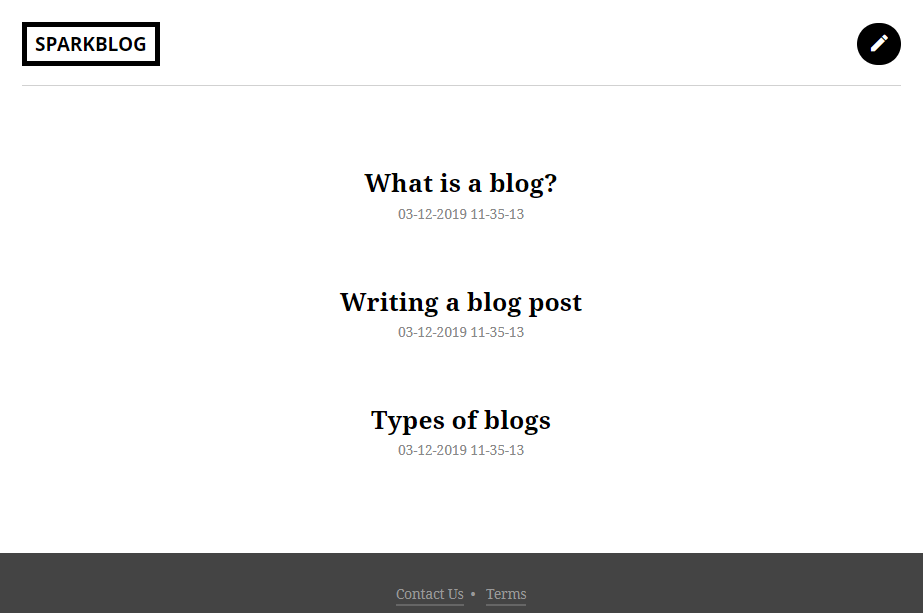 SPARKBLOG
What is a blog?
03-12-2019 11-35-13
Writing a blog post
03-12-2019 11-35-13
Types of blogs
03-12-2019 11-35-13
Contact Us • Terms